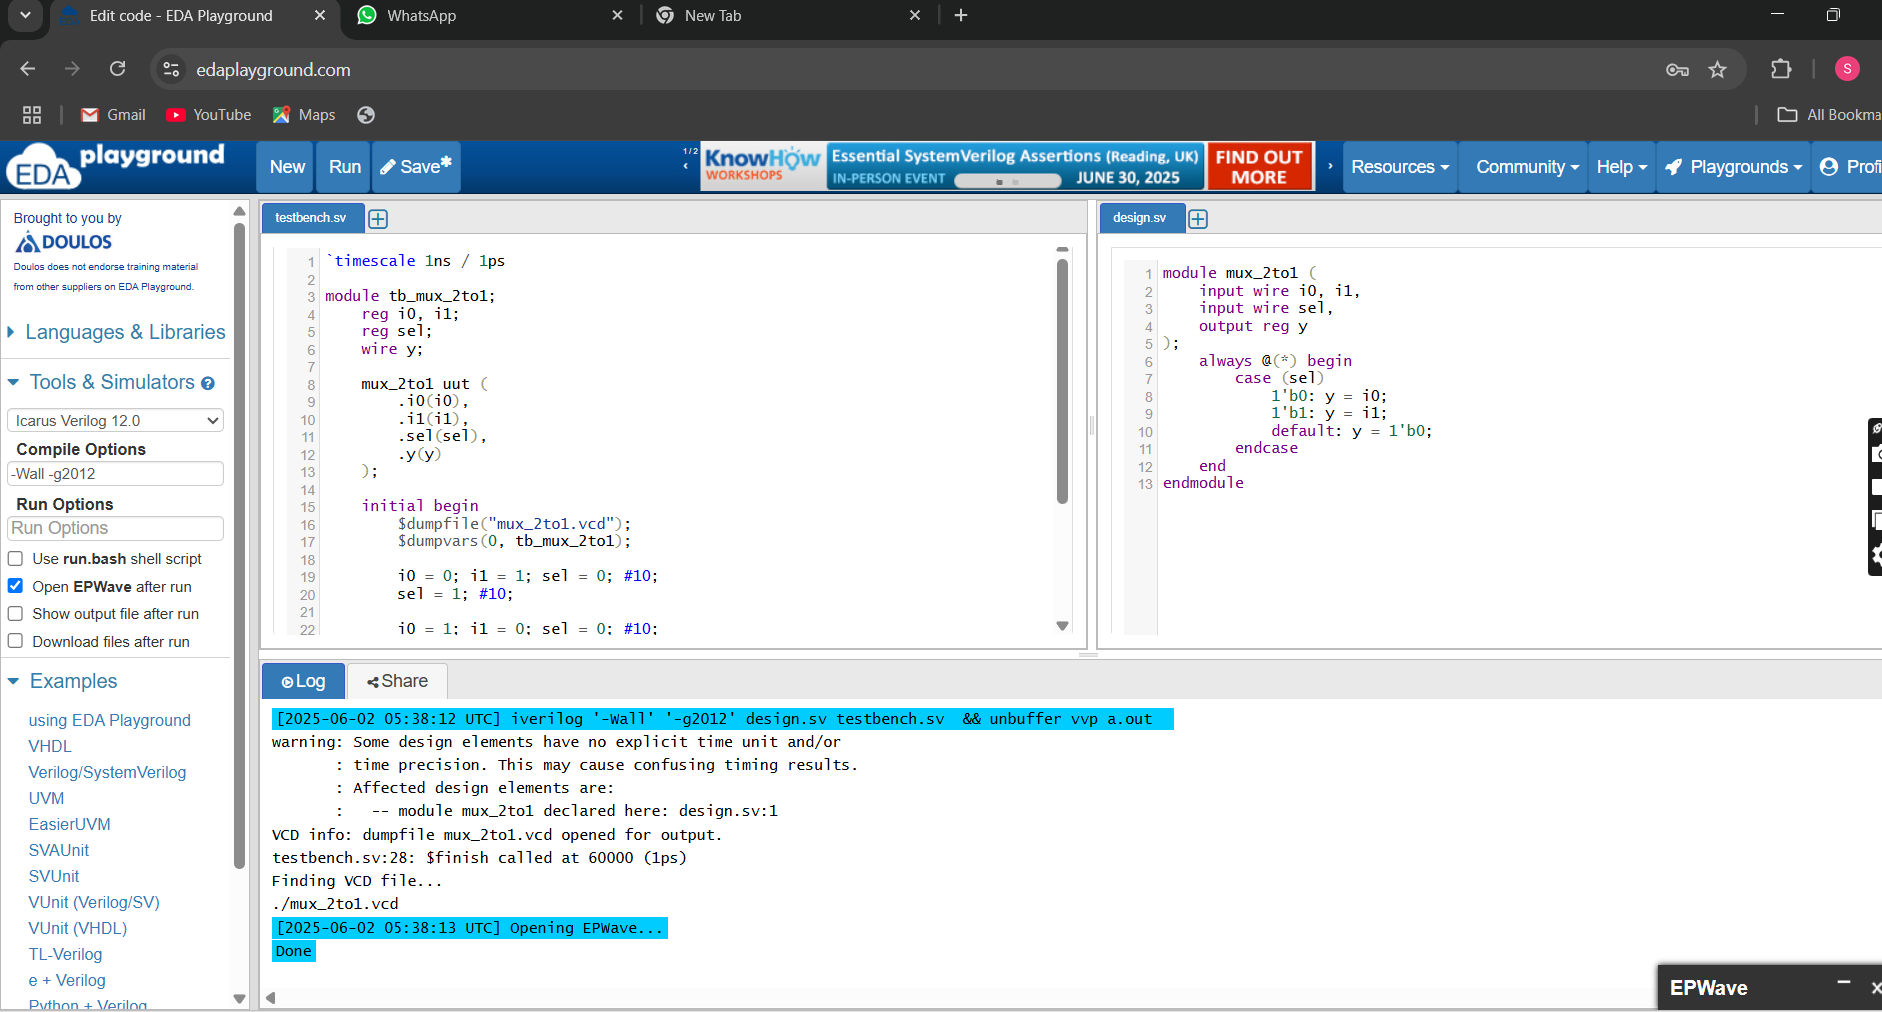 Edit code - EDA Playground
WhatsApp
New Tab
edaplayground.com
S
Gmail
YouTube
Maps
All Bookma
EDA playground
New
Run
Save*
1/2
KnowHow WORKSHOPS
Essential SystemVerilog Assertions (Reading, UK)
IN-PERSON EVENT
JUNE 30, 2025
FIND OUT MORE
Resources
Community
Help
Playgrounds
Profi
Brought to you by
DOULOS
Doulos does not endorse training material
from other suppliers on EDA Playground.
Languages & Libraries
Tools & Simulators
Icarus Verilog 12.0
Compile Options
-Wall -g2012
Run Options
Run Options
Use run.bash shell script
Open EPWave after run
Show output file after run
Download files after run
Examples
using EDA Playground
VHDL
Verilog/SystemVerilog
UVM
EasierUVM
SVAUnit
SVUnit
VUnit (Verilog/SV)
VUnit (VHDL)
TL-Verilog
e + Verilog
Python + Verilog
testbench.sv
1 `timescale 1ns / 1ps
2
3 module tb_mux_2to1;
4     reg i0, i1;
5     reg sel;
6     wire y;
7
8     mux_2to1 uut (
9         .i0(i0),
10         .i1(i1),
11         .sel(sel),
12         .y(y)
13     );
14
15     initial begin
16         $dumpfile("mux_2to1.vcd");
17         $dumpvars(0, tb_mux_2to1);
18
19         i0 = 0; i1 = 1; sel = 0; #10;
20         sel = 1; #10;
21
22         i0 = 1; i1 = 0; sel = 0; #10;
design.sv
1 module mux_2to1 (
2     input wire i0, i1,
3     input wire sel,
4     output reg y
5 );
6     always @(*) begin
7         case (sel)
8             1'b0: y = i0;
9             1'b1: y = i1;
10             default: y = 1'b0;
11         endcase
12     end
13 endmodule
Log
Share
[2025-06-02 05:38:12 UTC] iverilog '-Wall' '-g2012' design.sv testbench.sv  && unbuffer vvp a.out
warning: Some design elements have no explicit time unit and/or
       : time precision. This may cause confusing timing results.
       : Affected design elements are:
       :   -- module mux_2to1 declared here: design.sv:1
VCD info: dumpfile mux_2to1.vcd opened for output.
testbench.sv:28: $finish called at 60000 (1ps)
Finding VCD file...
./mux_2to1.vcd
[2025-06-02 05:38:13 UTC] Opening EPWave...
Done
EPWave